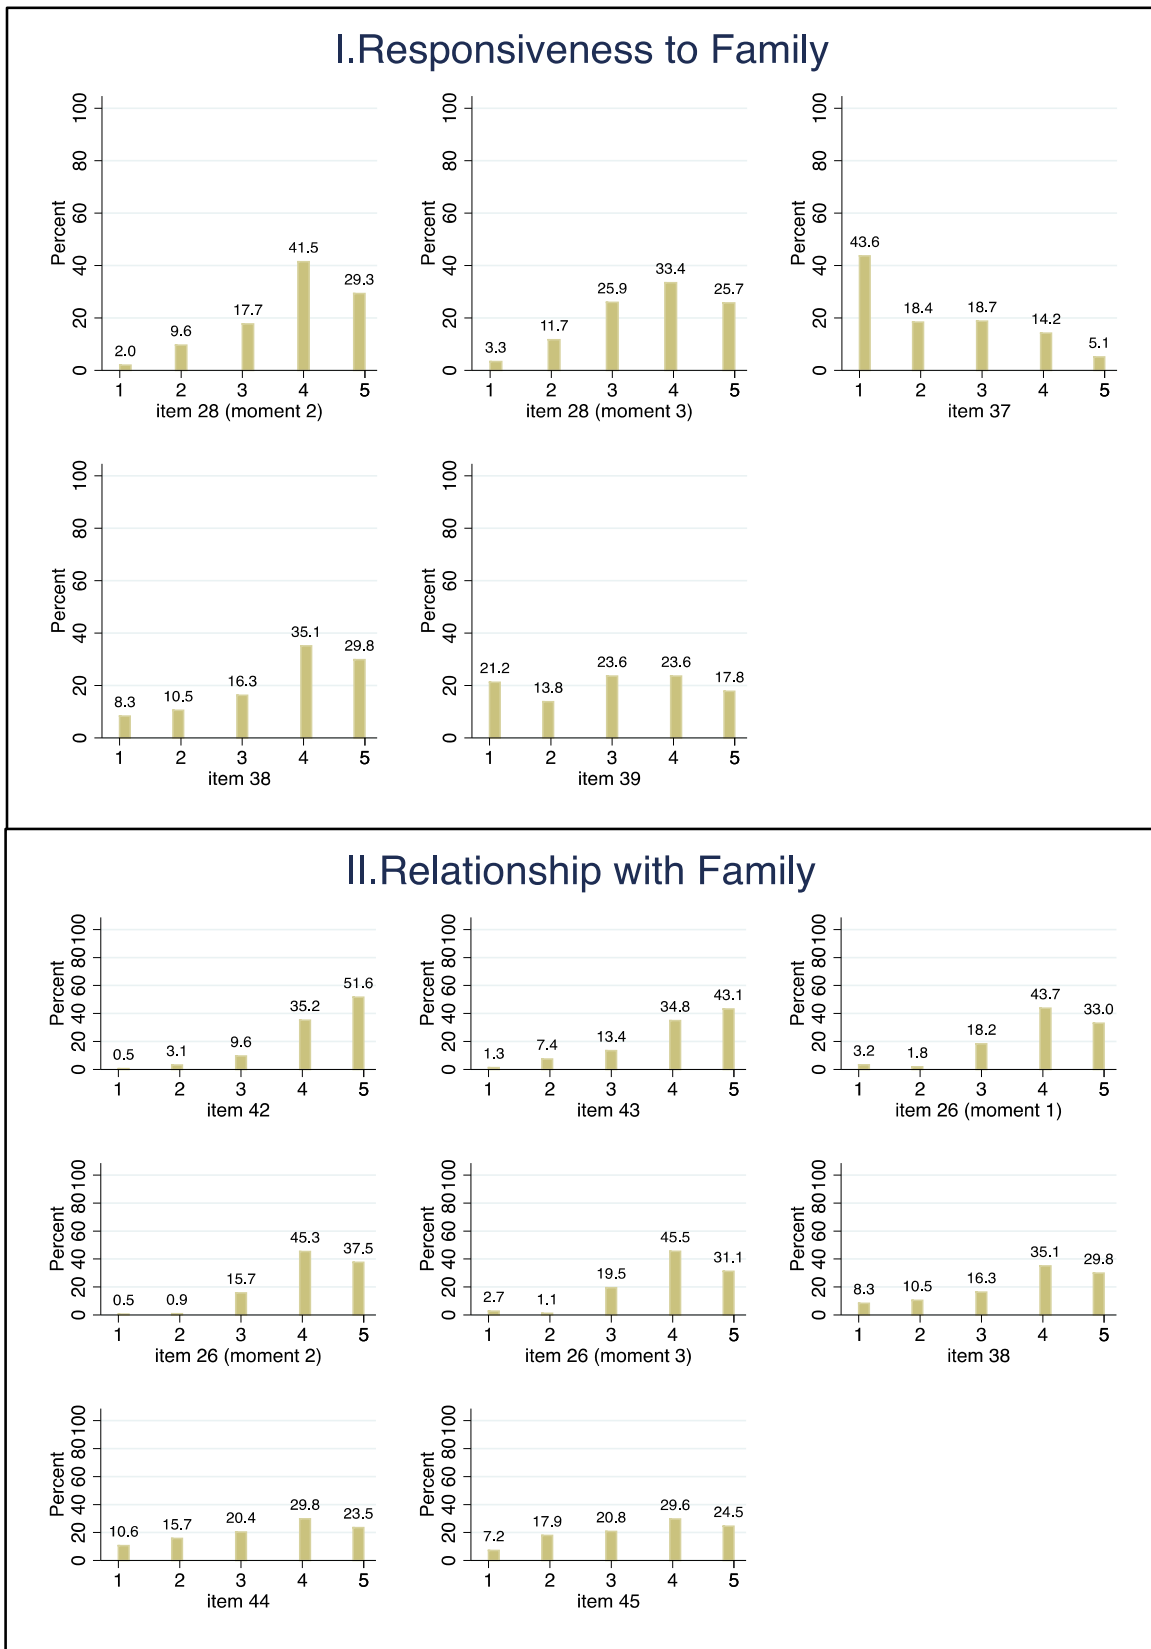 I.Responsiveness to Family
Percent
0 20 40 60 80 100
2.0 9.6 17.7 41.5 29.3
1 2 3 4 5
item 28 (moment 2)
Percent
0 20 40 60 80 100
3.3 11.7 25.9 33.4 25.7
1 2 3 4 5
item 28 (moment 3)
Percent
0 20 40 60 80 100
43.6 18.4 18.7 14.2 5.1
1 2 3 4 5
item 37
Percent
0 20 40 60 80 100
8.3 10.5 16.3 35.1 29.8
1 2 3 4 5
item 38
Percent
0 20 40 60 80 100
21.2 13.8 23.6 23.6 17.8
1 2 3 4 5
item 39
II.Relationship with Family
Percent
0 20 40 60 80 100
0.5 3.1 9.6 35.2 51.6
1 2 3 4 5
item 42
Percent
0 20 40 60 80 100
1.3 7.4 13.4 34.8 43.1
1 2 3 4 5
item 43
Percent
0 20 40 60 80 100
3.2 1.8 18.2 43.7 33.0
1 2 3 4 5
item 26 (moment 1)
Percent
0 20 40 60 80 100
0.5 0.9 15.7 45.3 37.5
1 2 3 4 5
item 26 (moment 2)
Percent
0 20 40 60 80 100
2.7 1.1 19.5 45.5 31.1
1 2 3 4 5
item 26 (moment 3)
Percent
0 20 40 60 80 100
8.3 10.5 16.3 35.1 29.8
1 2 3 4 5
item 38
Percent
0 20 40 60 80 100
10.6 15.7 20.4 29.8 23.5
1 2 3 4 5
item 44
Percent
0 20 40 60 80 100
7.2 17.9 20.8 29.6 24.5
1 2 3 4 5
item 45